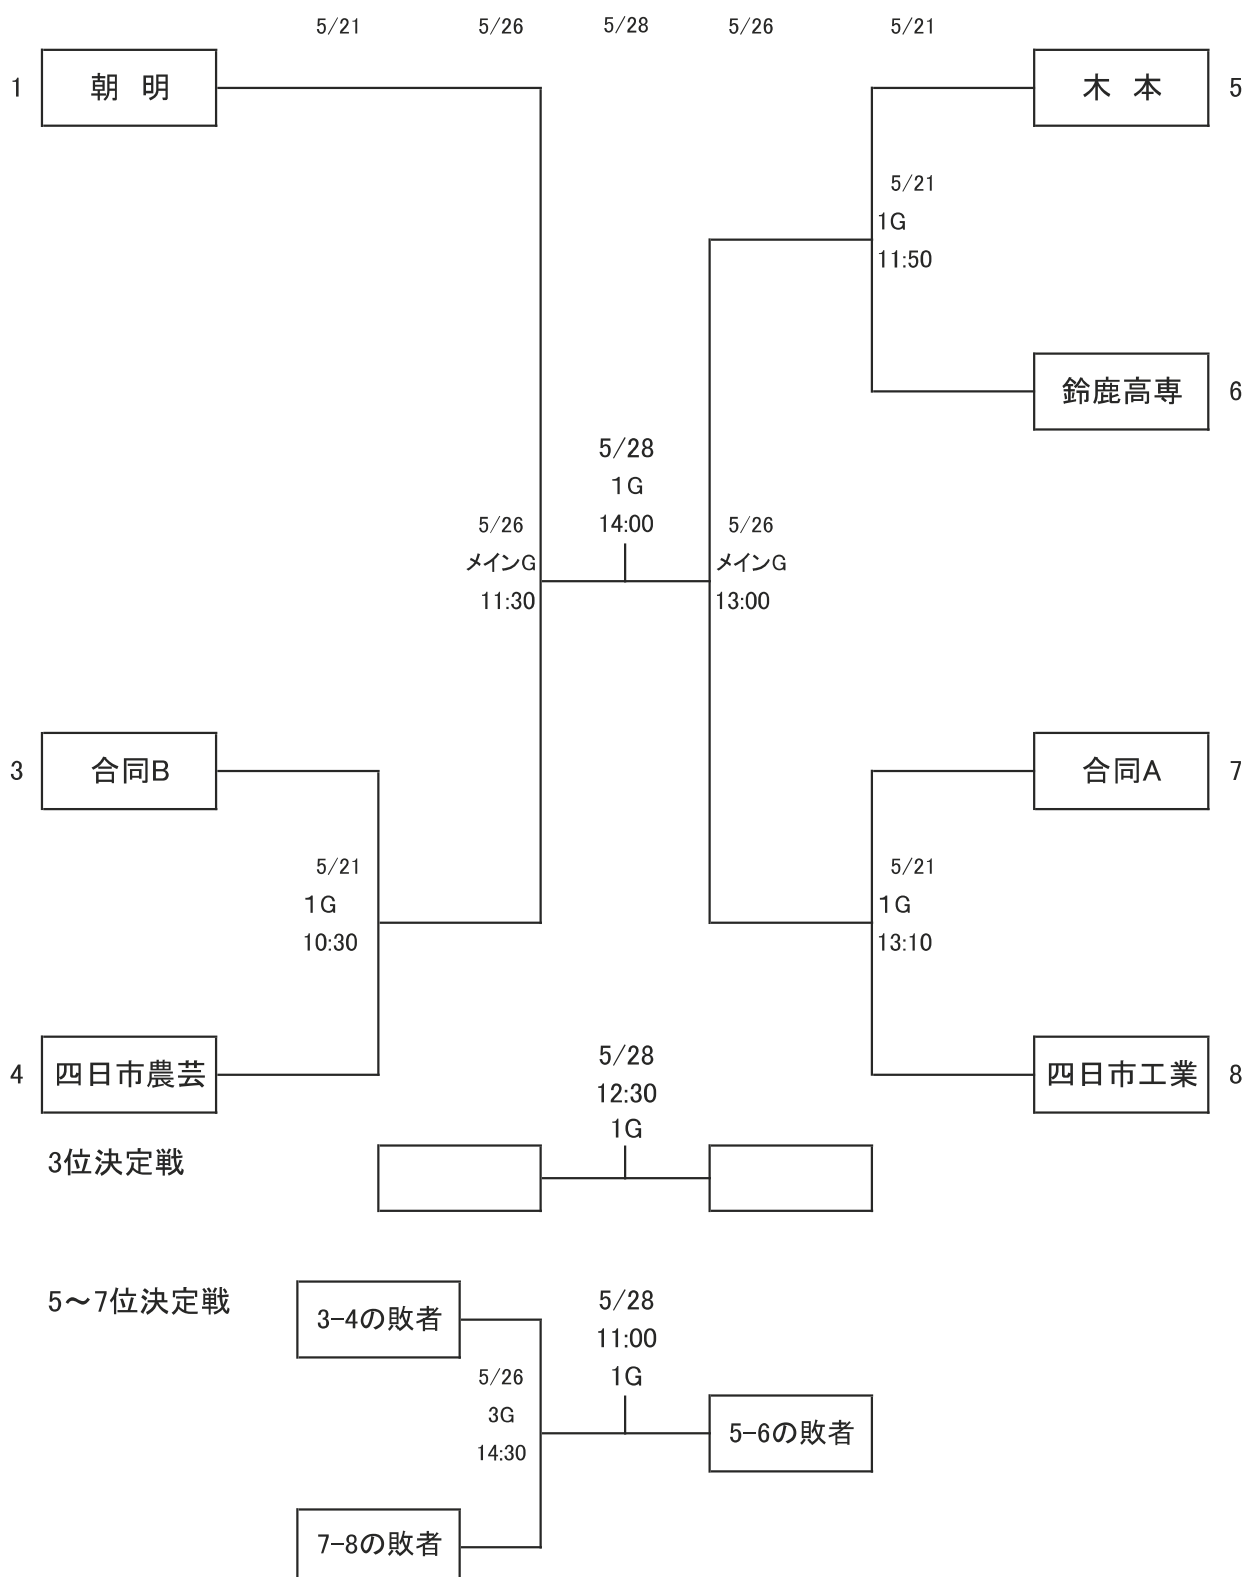 5/21 5/26 5/28 5/26 5/21
1 朝 明 木 本 5
5/21
1G
11:50
鈴鹿高専 6
5/28
1G
5/26 14:00 5/26
メインG メインG
11:30 13:00
3 合同B 合同A 7
5/21 5/21
1G 1G
10:30 13:10
4 四日市農芸 5/28 四日市工業 8
12:30
1G
3位決定戦
5～7位決定戦 5/28
3-4の敗者 11:00
5/26 1G
3G
5-6の敗者
14:30
7-8の敗者